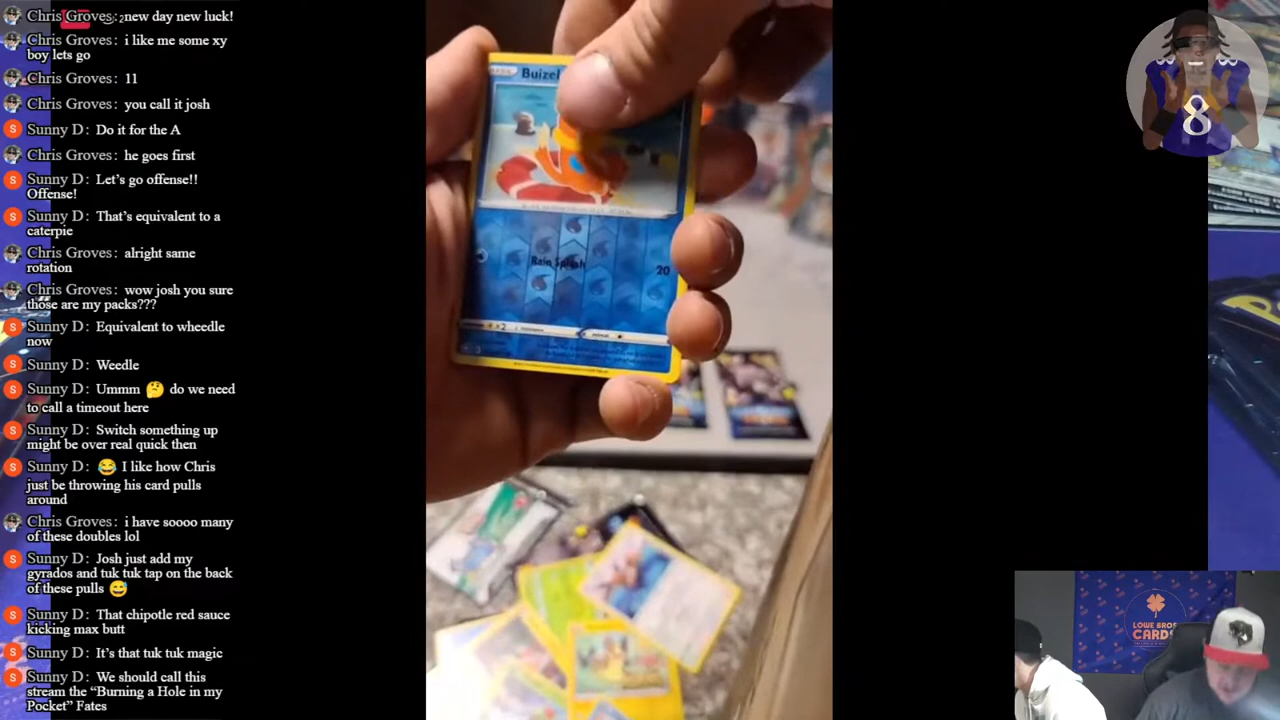 Chris Groves: new day new luck!
Chris Groves: i like me some xy
boy lets go
Chris Groves: 11
Chris Groves: you call it josh
Sunny D: Do it for the A
Chris Groves: he goes first
Sunny D: Let's go offense!!
Offense!
Sunny D: That's equivalent to a
caterpie
Chris Groves: alright same
rotation
Chris Groves: wow josh you sure
those are my packs???
Sunny D: Equivalent to wheedle
now
Sunny D: Weedle
Sunny D: Ummm 🤔 do we need
to call a timeout here
Sunny D: Switch something up
might be over real quick then
Sunny D: 😂 I like how Chris
just be throwing his card pulls
around
Chris Groves: i have soooo many
of these doubles lol
Sunny D: Josh just add my
gyrados and tuk tuk tap on the back
of these pulls 😅
Sunny D: That chipotle red sauce
kicking max butt
Sunny D: It's that tuk tuk magic
Sunny D: We should call this
stream the “Burning a Hole in my
Pocket” Fates
Buizel
Rain Splash
20
8
LOWE BROS
CARDS